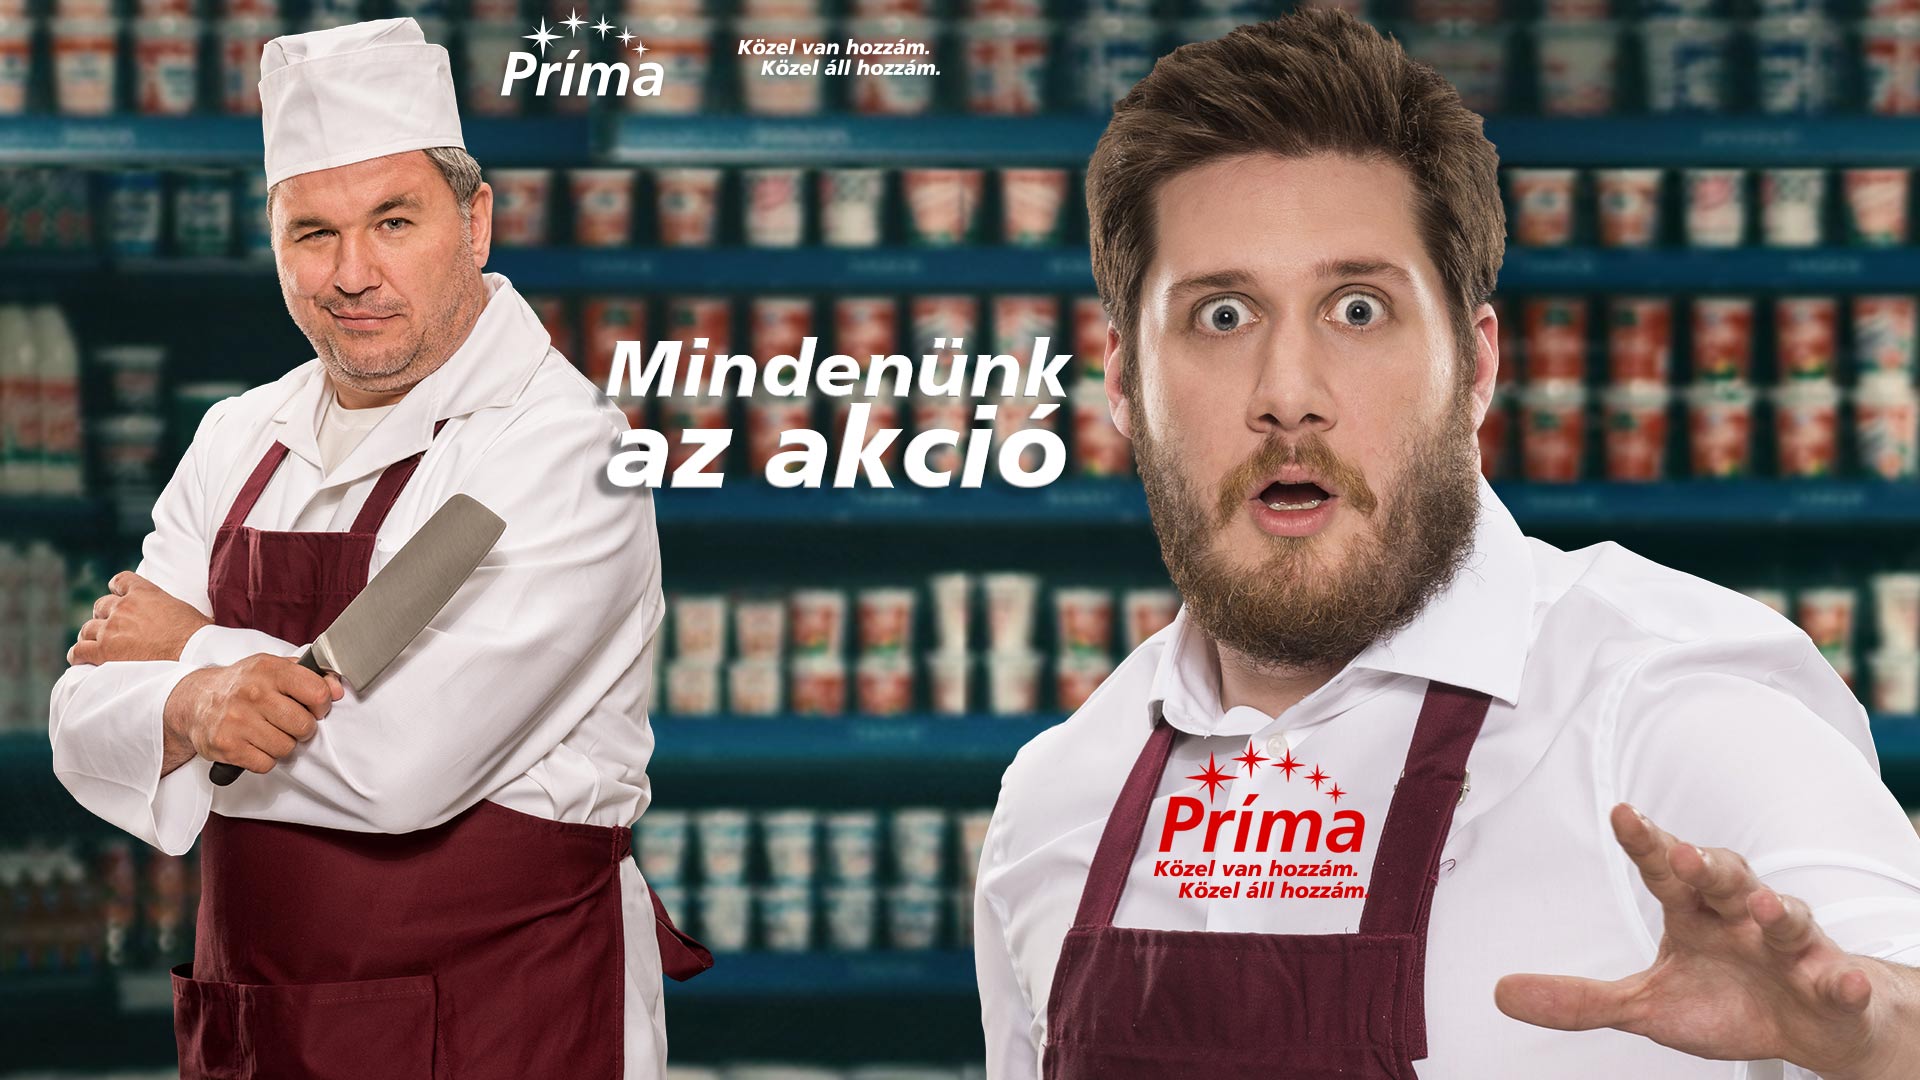 Príma
Közel van hozzám.
Közel áll hozzám.
Mindenünk
az akció
Príma
Közel van hozzám.
Közel áll hozzám.